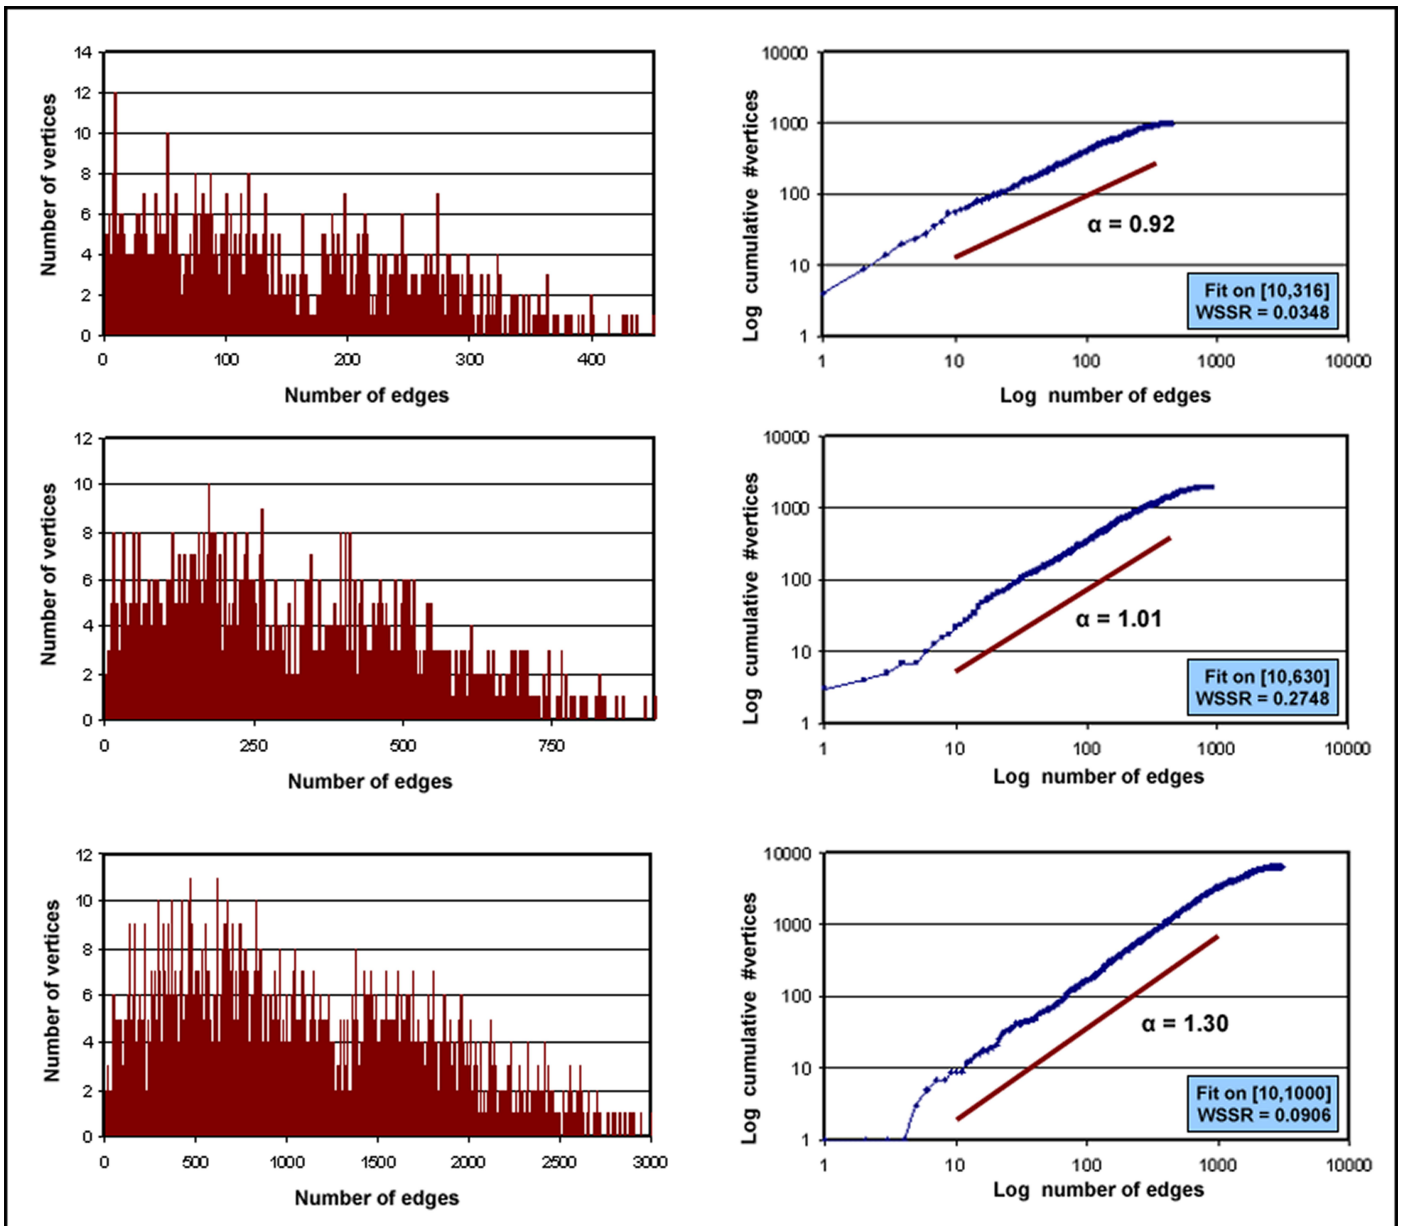 14
12
10
8
6
4
2
0
Number of vertices
0 100 200 300 400
Number of edges
10000
1000
100
10
1
Log cumulative #vertices
α = 0.92
Fit on [10,316]
WSSR = 0.0348
1 10 100 1000 10000
Log number of edges
12
10
8
6
4
2
0
Number of vertices
0 250 500 750
Number of edges
10000
1000
100
10
1
Log cumulative #vertices
α = 1.01
Fit on [10,630]
WSSR = 0.2748
1 10 100 1000 10000
Log number of edges
12
10
8
6
4
2
0
Number of vertices
0 500 1000 1500 2000 2500 3000
Number of edges
10000
1000
100
10
1
Log cumulative #vertices
α = 1.30
Fit on [10,1000]
WSSR = 0.0906
1 10 100 1000 10000
Log number of edges